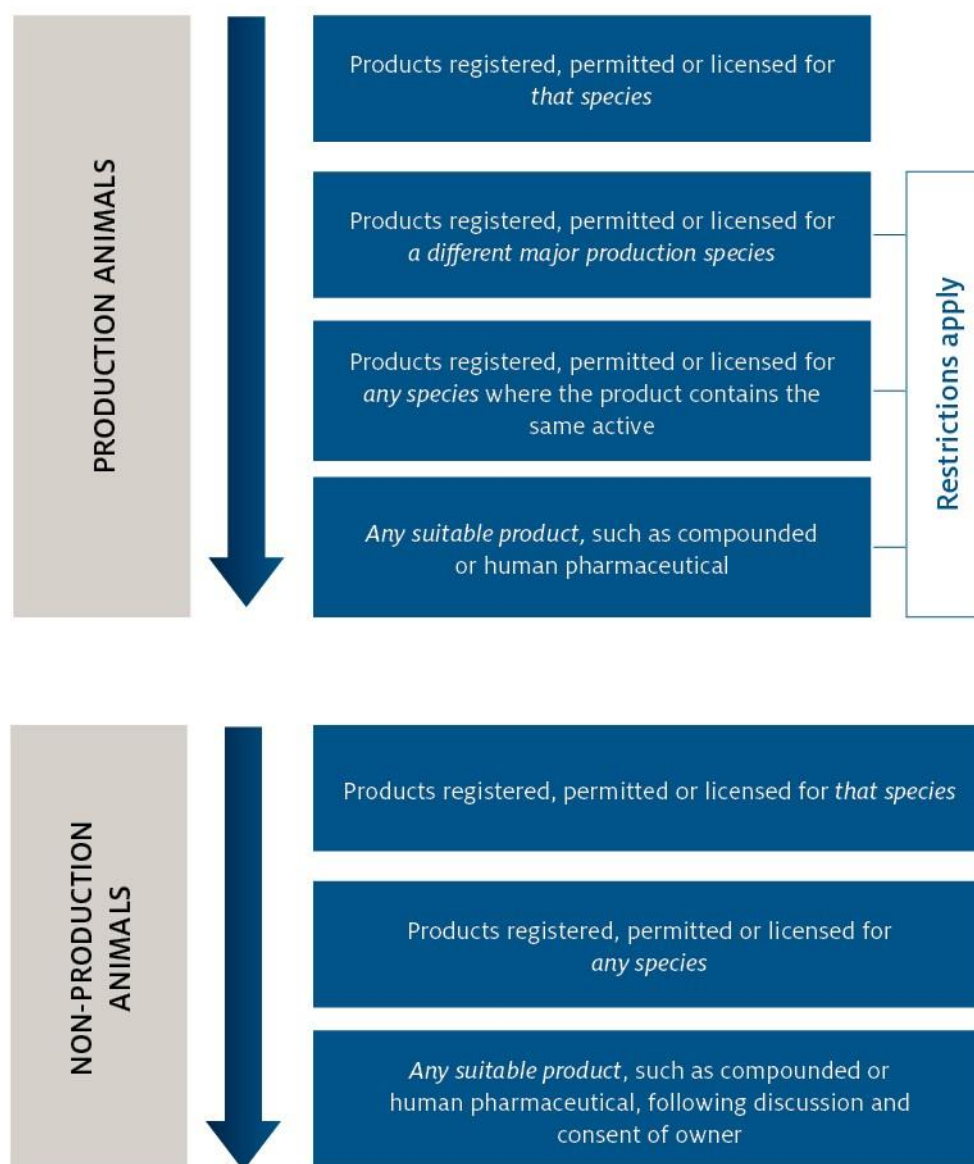 PRODUCTION ANIMALS
Products registered, permitted or licensed for
that species
Products registered, permitted or licensed for
a different major production species
Products registered, permitted or licensed for
any species where the product contains the
same active
Any suitable product, such as compounded
or human pharmaceutical
Restrictions apply
NON-PRODUCTION
ANIMALS
Products registered, permitted or licensed for that species
Products registered, permitted or licensed for
any species
Any suitable product, such as compounded or
human pharmaceutical, following discussion and
consent of owner